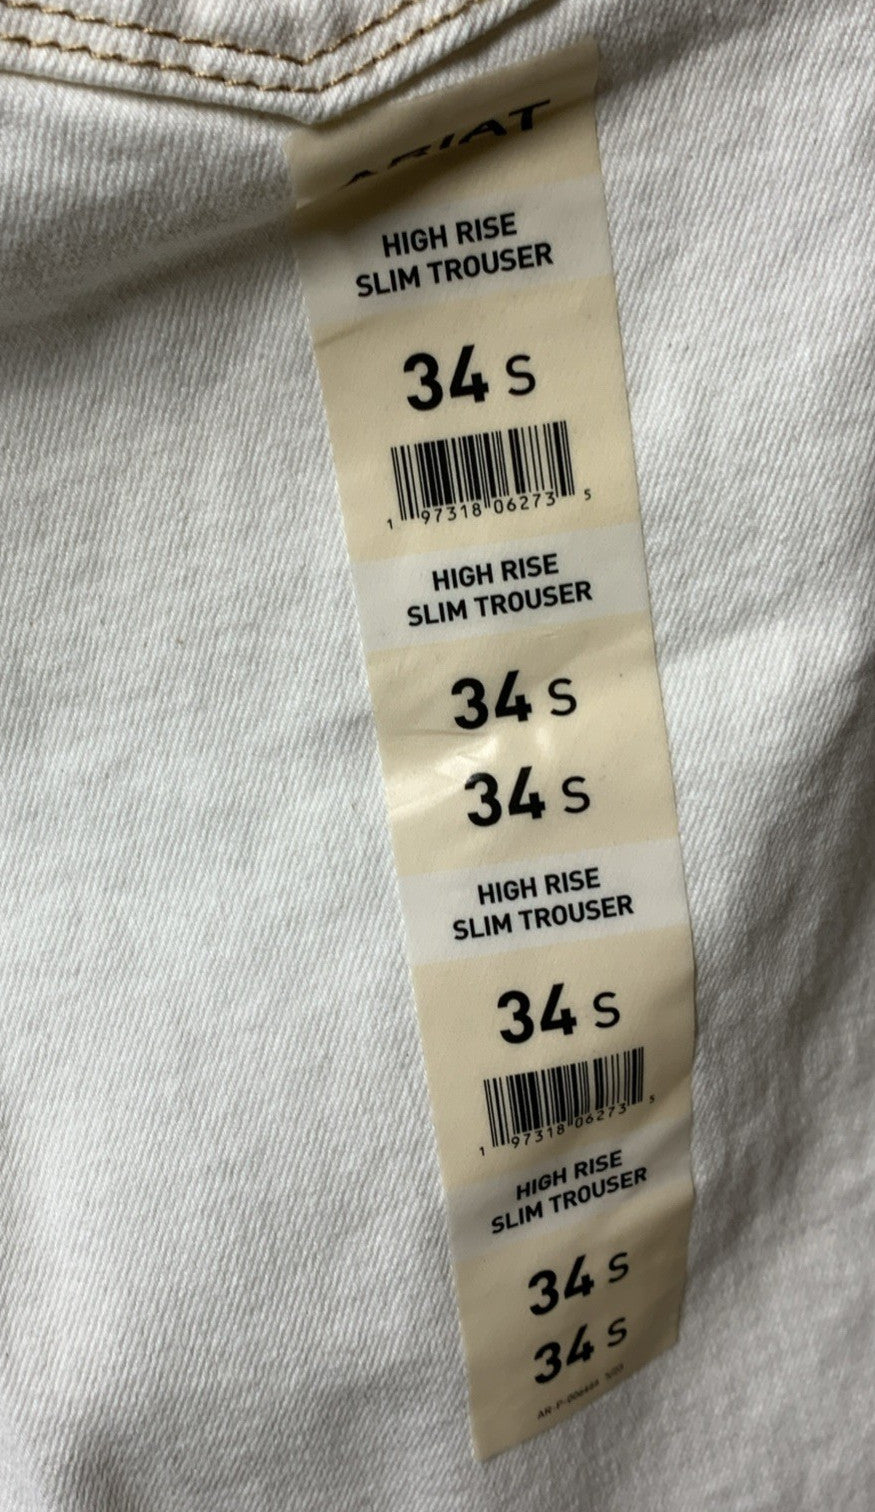 ARIAT
HIGH RISE
SLIM TROUSER
34 S
1 97318 06273 5
HIGH RISE
SLIM TROUSER
34 S
34 S
HIGH RISE
SLIM TROUSER
34 S
1 97318 06273 5
HIGH RISE
SLIM TROUSER
34 S
34 S